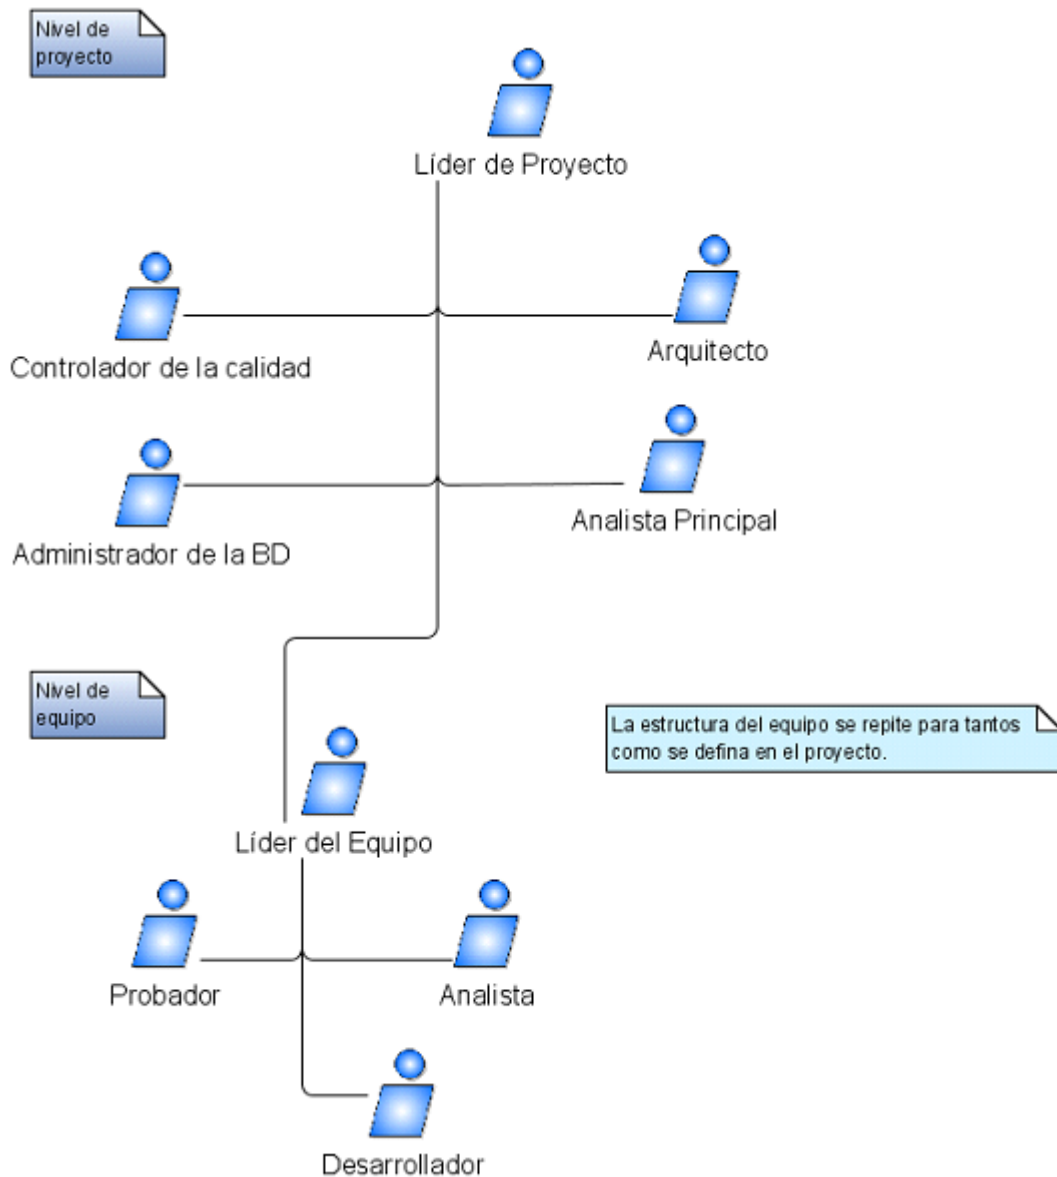 Nivel de
proyecto
Líder de Proyecto
Controlador de la calidad
Arquitecto
Administrador de la BD
Analista Principal
Nivel de
equipo
La estructura del equipo se repite para tantos
como se defina en el proyecto.
Líder del Equipo
Probador
Analista
Desarrollador